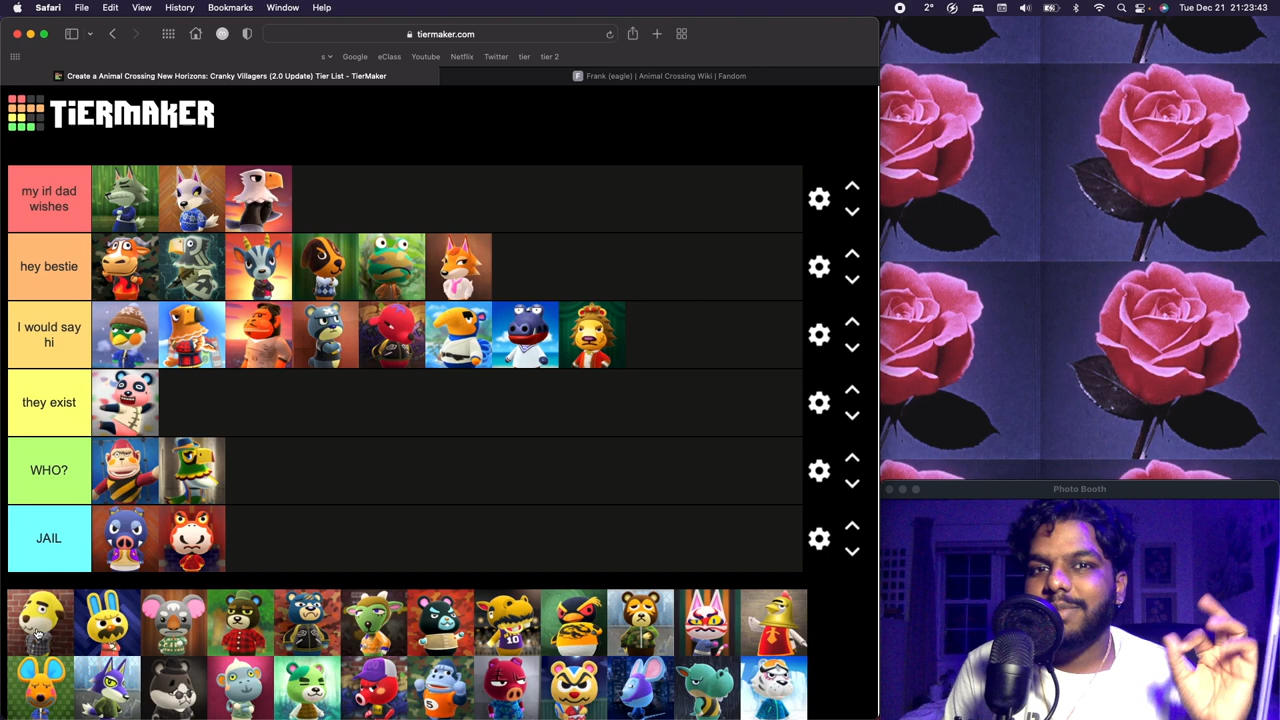 Safari File Edit View History Bookmarks Window Help
2° Tue Dec 21 21:23:43
tiermaker.com
s Google eClass Youtube Netflix Twitter tier tier 2
Create a Animal Crossing New Horizons: Cranky Villagers (2.0 Update) Tier List - TierMaker
F Frank (eagle) | Animal Crossing Wiki | Fandom
TiERMAKER
my irl dad
wishes
hey bestie
I would say
hi
they exist
WHO?
JAIL
10
5
Photo Booth